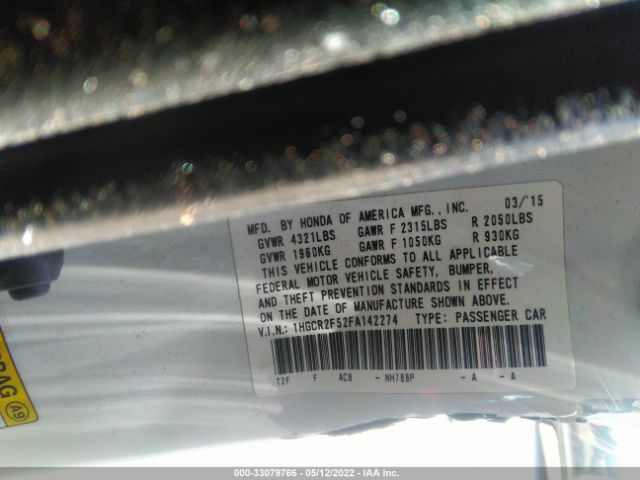 MFD. BY HONDA OF AMERICA MFG., INC. 03/'15
GVWR 4321LBS GAWR F 2315LBS R 2050LBS
GVWR 1960KG GAWR F 1050KG R 930KG
THIS VEHICLE CONFORMS TO ALL APPLICABLE
FEDERAL MOTOR VEHICLE SAFETY, BUMPER,
AND THEFT PREVENTION STANDARDS IN EFFECT
ON THE DATE OF MANUFACTURE SHOWN ABOVE.
V.I.N.: 1HGCR2F52FA142274 TYPE: PASSENGER CAR
T2F F AC8 - NH788P - A - A
A9
000-33079766 - 05/12/2022 - IAA Inc.